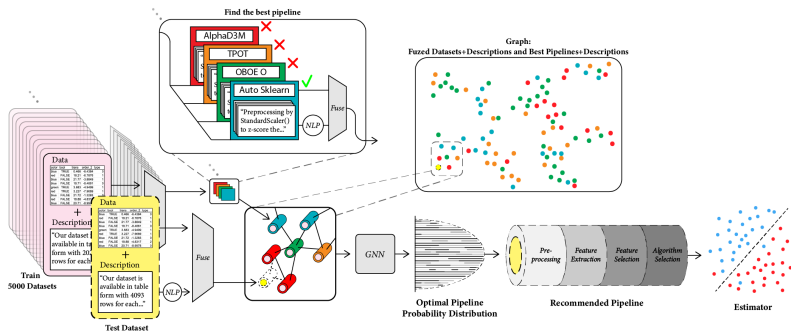 Find the best pipeline
AlphaD3M
TPOT
OBOE O
Auto Sklearn
"Preprocessing by
StandardScaler()
to z-score the..."
NLP
Fuse
Graph:
Fuzed Datasets+Descriptions and Best Pipelines+Descriptions
Data
+
Description
"Our dataset
available in tab
form with 20
rows for each
Train
5000 Datasets
Data
+
Description
"Our dataset is
available in table
form with 4093
rows for each..."
Test Dataset
NLP
Fuse
GNN
Optimal Pipeline
Probability Distribution
Pre-
processing
Feature
Extraction
Feature
Selection
Algorithm
Selection
Recommended Pipeline
Estimator